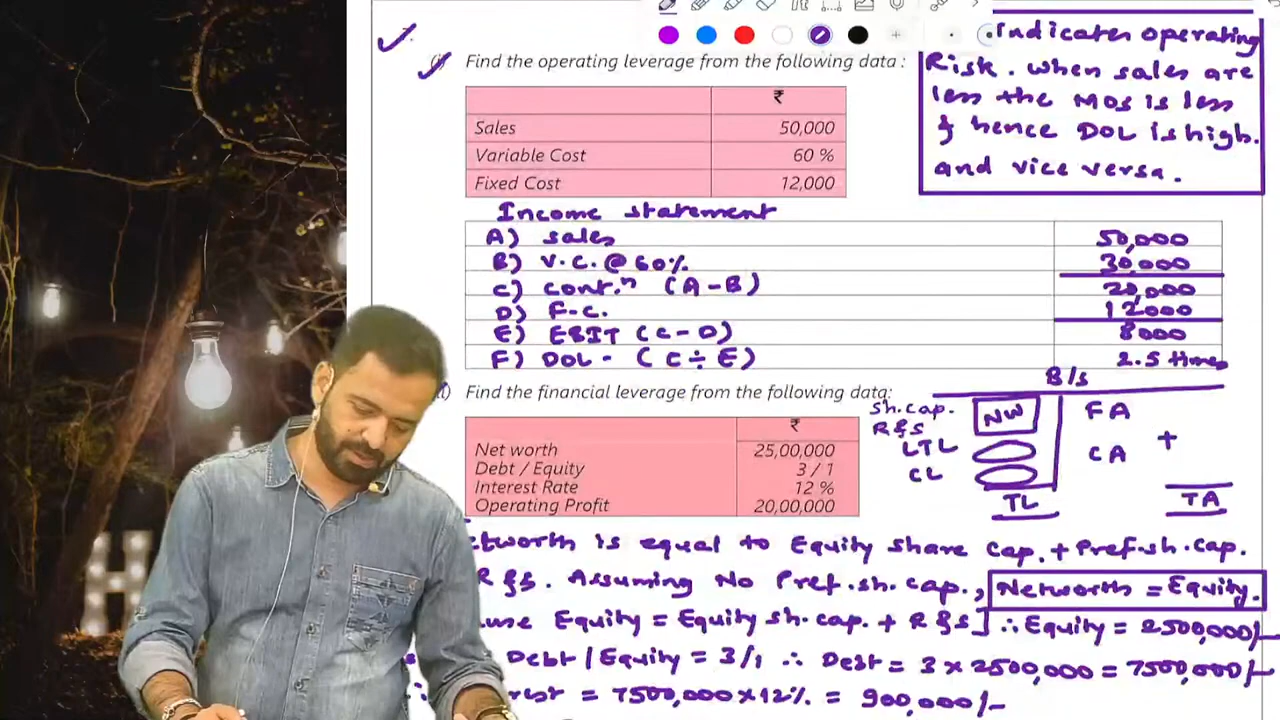 Indicates operating
Risk. When sales are
less the MOS is less
& hence DOL is high.
and vice versa.
Find the operating leverage from the following data :
₹
Sales 50,000
Variable Cost 60 %
Fixed Cost 12,000
Income statement
A) sales 50,000
B) V.C. @ 60% 30,000
C) Cont.n (A-B) 20,000
D) F.C. 12000
E) EBIT (C-D) 8000
F) DOL - (C ÷ E) 2.5 times
Find the financial leverage from the following data:
₹
Net worth 25,00,000
Debt / Equity 3 / 1
Interest Rate 12 %
Operating Profit 20,00,000
B/s
Sh. cap. NW FA
R&S
LTL CA +
CL
TL TA
is equal to Equity share cap. + Pref.sh.cap.
R&S. Assuming No Pref.sh.cap., Networth = Equity.
Equity = Equity sh.cap. + R&S] ∴ Equity = 2500,000/-
Debt/Equity = 3/1 ∴ Debt = 3 x 2500,000 = 7500,000/-
= 7500,000 x 12% = 900,000/-
H